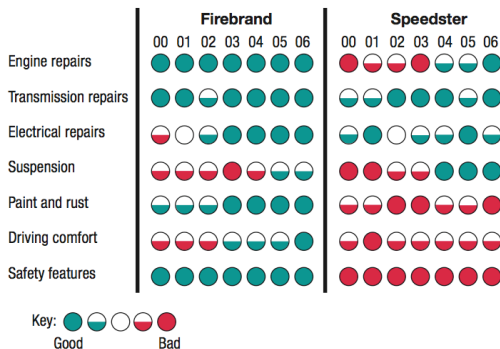 Firebrand Speedster
00 01 02 03 04 05 06 00 01 02 03 04 05 06
Engine repairs
Transmission repairs
Electrical repairs
Suspension
Paint and rust
Driving comfort
Safety features
Key:
Good Bad